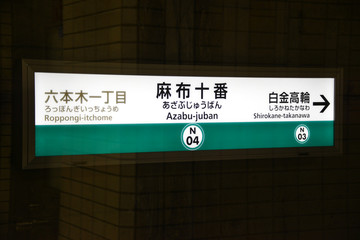 六本木一丁目
ろっぽんぎいっちょうめ
Roppongi-itchome
麻布十番
あざぶじゅうばん
Azabu-juban
N
04
白金高輪
しろかねたかなわ
Shirokane-takanawa
N
03